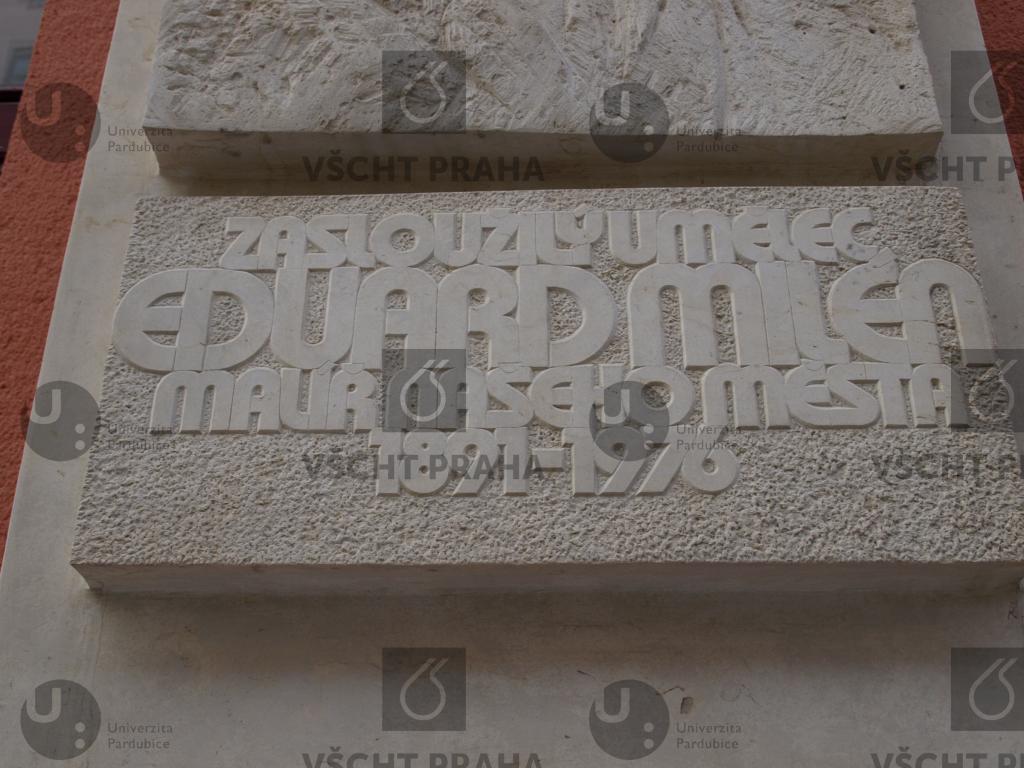 ZASLOUŽILÝ UMĚLEC
EDUARD MILÉN
MALÍŘ NAŠEHO MĚSTA
1891-1976
Univerzita
Pardubice
VŠCHT PRAHA